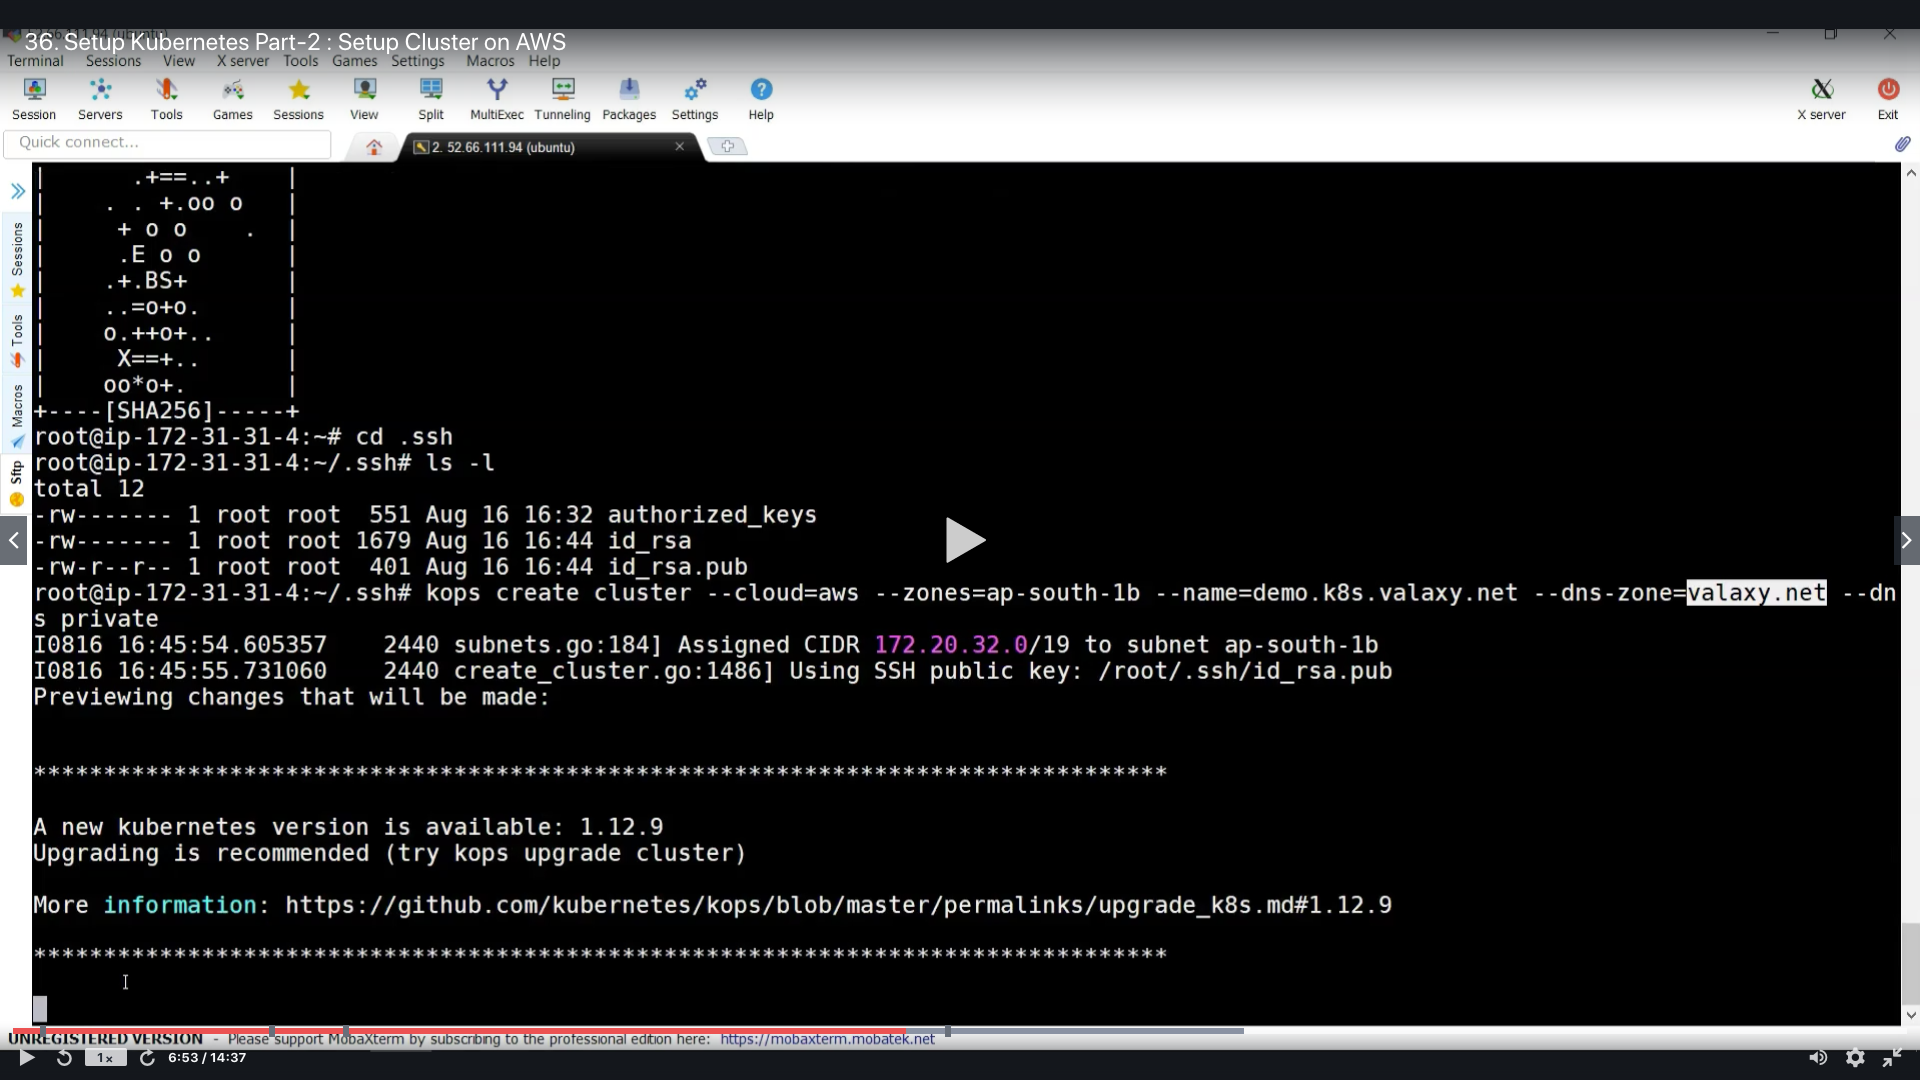 36. Setup Kubernetes Part-2 : Setup Cluster on AWS
Terminal Sessions View X server Tools Games Settings Macros Help
Session Servers Tools Games Sessions View Split MultiExec Tunneling Packages Settings Help X server Exit
Quick connect...
2. 52.66.111.94 (ubuntu)
Sessions
Tools
Macros
Sftp
| .+==..+ |
| . . +.oo o |
| + o o . |
| .E o o |
| .+.BS+ |
| ..=o+o. |
| o.++o+.. |
| X==+.. |
| oo*o+. |
+----[SHA256]-----+
root@ip-172-31-31-4:~# cd .ssh
root@ip-172-31-31-4:~/.ssh# ls -l
total 12
-rw------- 1 root root 551 Aug 16 16:32 authorized_keys
-rw------- 1 root root 1679 Aug 16 16:44 id_rsa
-rw-r--r-- 1 root root 401 Aug 16 16:44 id_rsa.pub
root@ip-172-31-31-4:~/.ssh# kops create cluster --cloud=aws --zones=ap-south-1b --name=demo.k8s.valaxy.net --dns-zone=valaxy.net --dn
s private
I0816 16:45:54.605357 2440 subnets.go:184] Assigned CIDR 172.20.32.0/19 to subnet ap-south-1b
I0816 16:45:55.731060 2440 create_cluster.go:1486] Using SSH public key: /root/.ssh/id_rsa.pub
Previewing changes that will be made:
*********************************************************************************
A new kubernetes version is available: 1.12.9
Upgrading is recommended (try kops upgrade cluster)
More information: https://github.com/kubernetes/kops/blob/master/permalinks/upgrade_k8s.md#1.12.9
*********************************************************************************
UNREGISTERED VERSION - Please support MobaXterm by subscribing to the professional edition here: https://mobaxterm.mobatek.net
1x 6:53 / 14:37